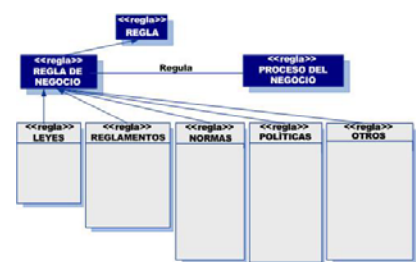 <<regla>>
REGLA
<<regla>>
REGLA DE
NEGOCIO
Regula
<<regla>>
PROCESO DEL
NEGOCIO
<<regla>>
LEYES
<<regla>>
REGLAMENTOS
<<regla>>
NORMAS
<<regla>>
POLÍTICAS
<<regla>>
OTROS